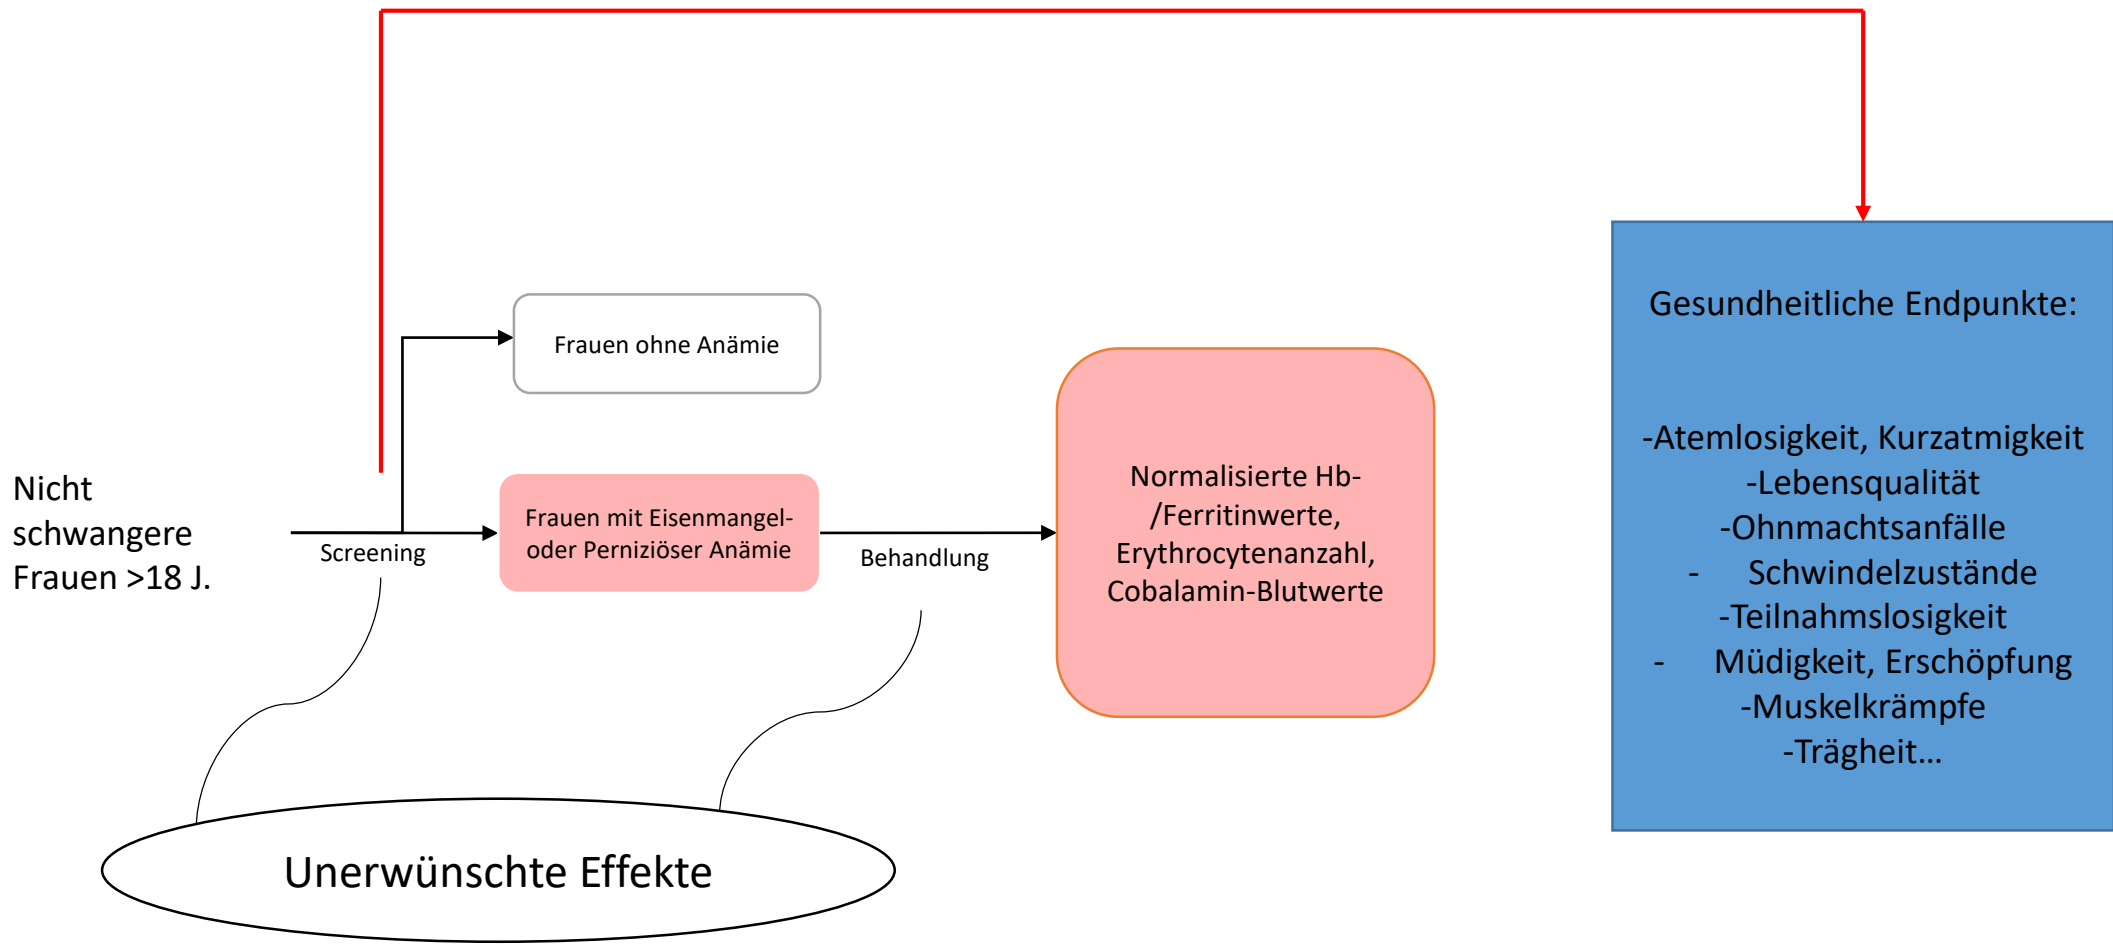 Gesundheitliche Endpunkte:
Frauen ohne Anämie
-Atemlosigkeit, Kurzatmigkeit
-Lebensqualität
-Ohnmachtsanfälle
- Schwindelzustände
-Teilnahmslosigkeit
- Müdigkeit, Erschöpfung
-Muskelkrämpfe
-Trägheit...
Nicht
schwangere
Frauen >18 J.
Screening
Frauen mit Eisenmangel-
oder Perniziöser Anämie
Behandlung
Normalisierte Hb-
/Ferritinwerte,
Erythrocytenanzahl,
Cobalamin-Blutwerte
Unerwünschte Effekte